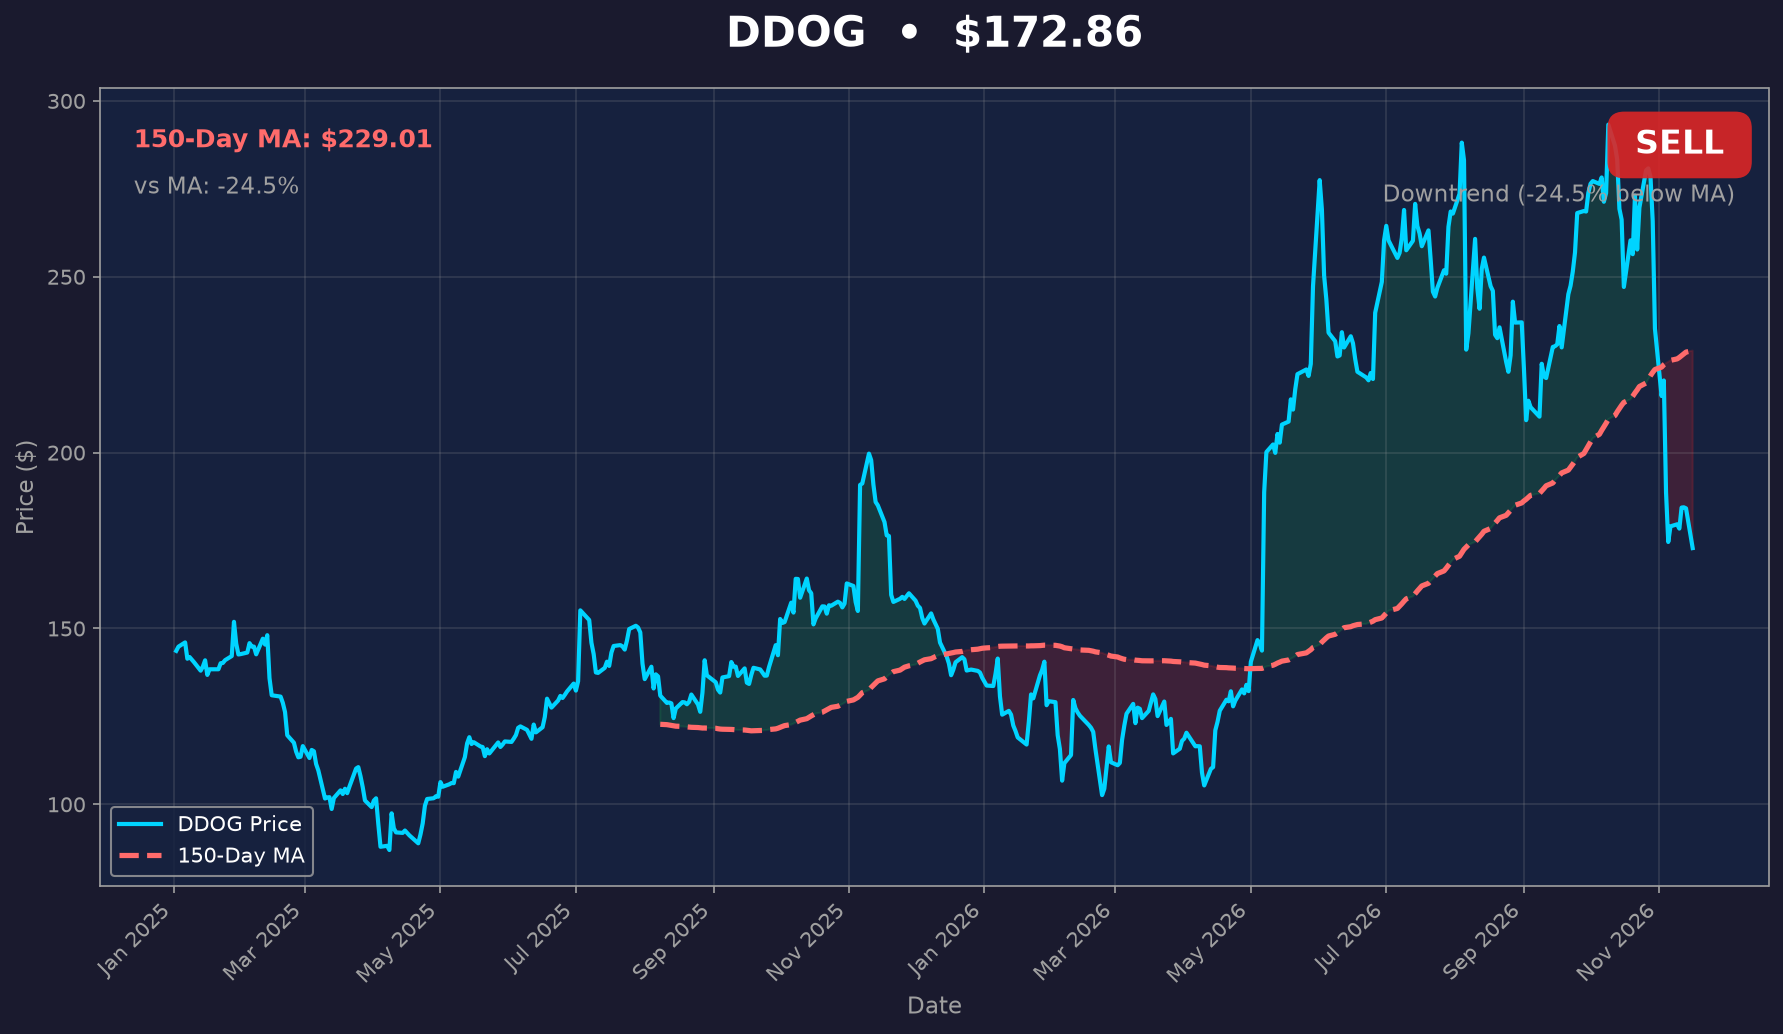 DDOG • $172.86
150-Day MA: $229.01
SELL
vs MA: -24.5%
Downtrend (-24.5% below MA)
Price ($)
300
250
200
150
100
DDOG Price
150-Day MA
Jan 2025
Mar 2025
May 2025
Jul 2025
Sep 2025
Nov 2025
Jan 2026
Mar 2026
May 2026
Jul 2026
Sep 2026
Nov 2026
Date